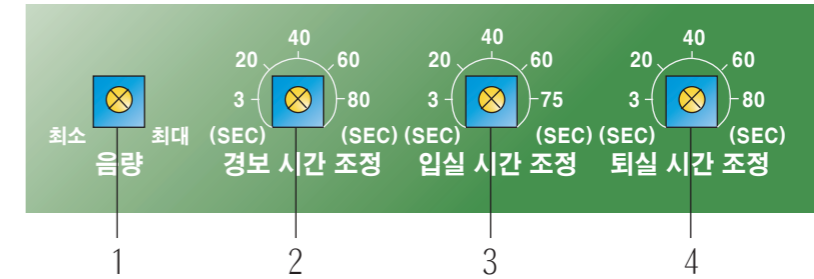 40 40 40
20 60 20 60 20 60
3 80 3 75 3 80
최소 최대 (SEC) (SEC) (SEC) (SEC) (SEC) (SEC)
음량 경보 시간 조정 입실 시간 조정 퇴실 시간 조정
1 2 3 4